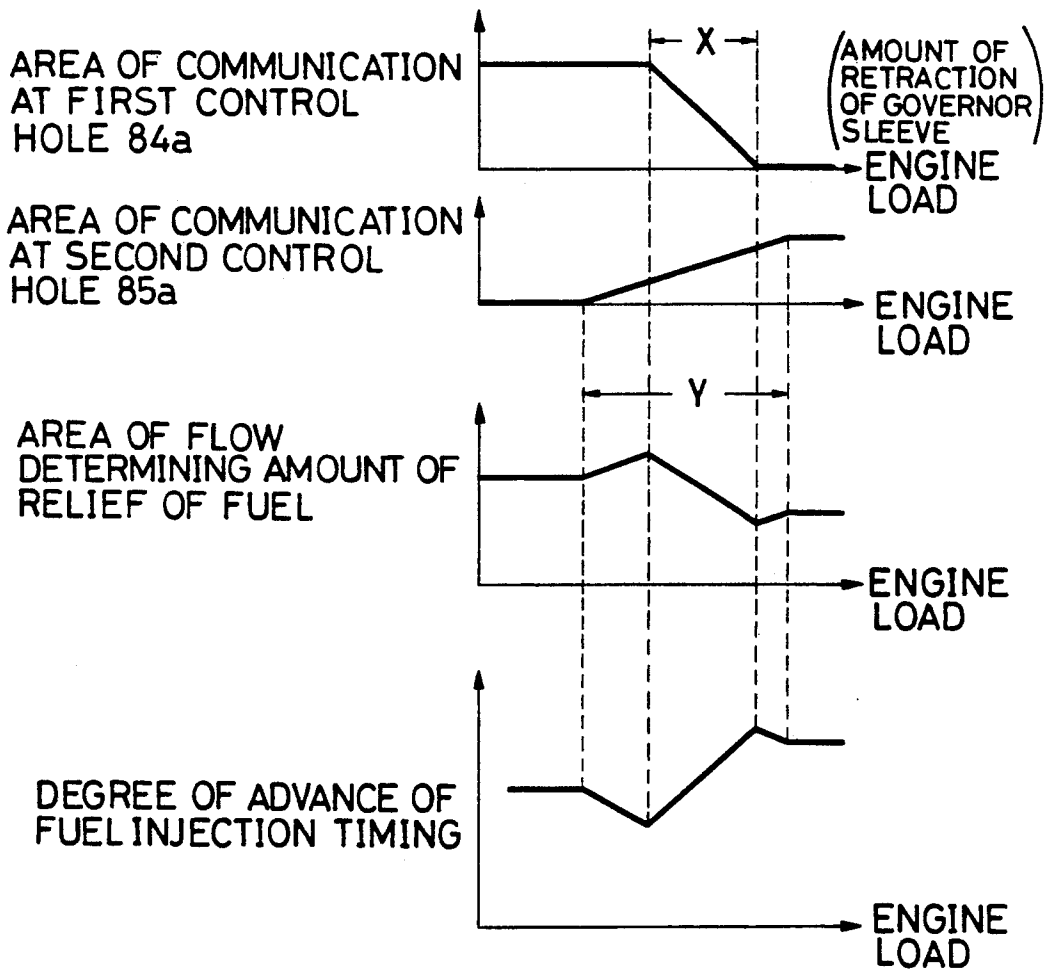 AREA OF COMMUNICATION
AT FIRST CONTROL
HOLE 84a
X
(AMOUNT OF
RETRACTION
OF GOVERNOR
SLEEVE)
ENGINE
LOAD
AREA OF COMMUNICATION
AT SECOND CONTROL
HOLE 85a
ENGINE
LOAD
Y
AREA OF FLOW
DETERMINING AMOUNT OF
RELIEF OF FUEL
ENGINE
LOAD
DEGREE OF ADVANCE OF
FUEL INJECTION TIMING
ENGINE
LOAD